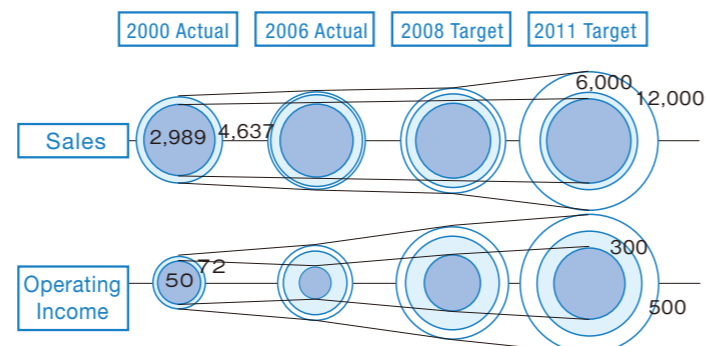 2000 Actual 2006 Actual 2008 Target 2011 Target
6,000
12,000
Sales 2,989 4,637
300
50 72
Operating
Income
500